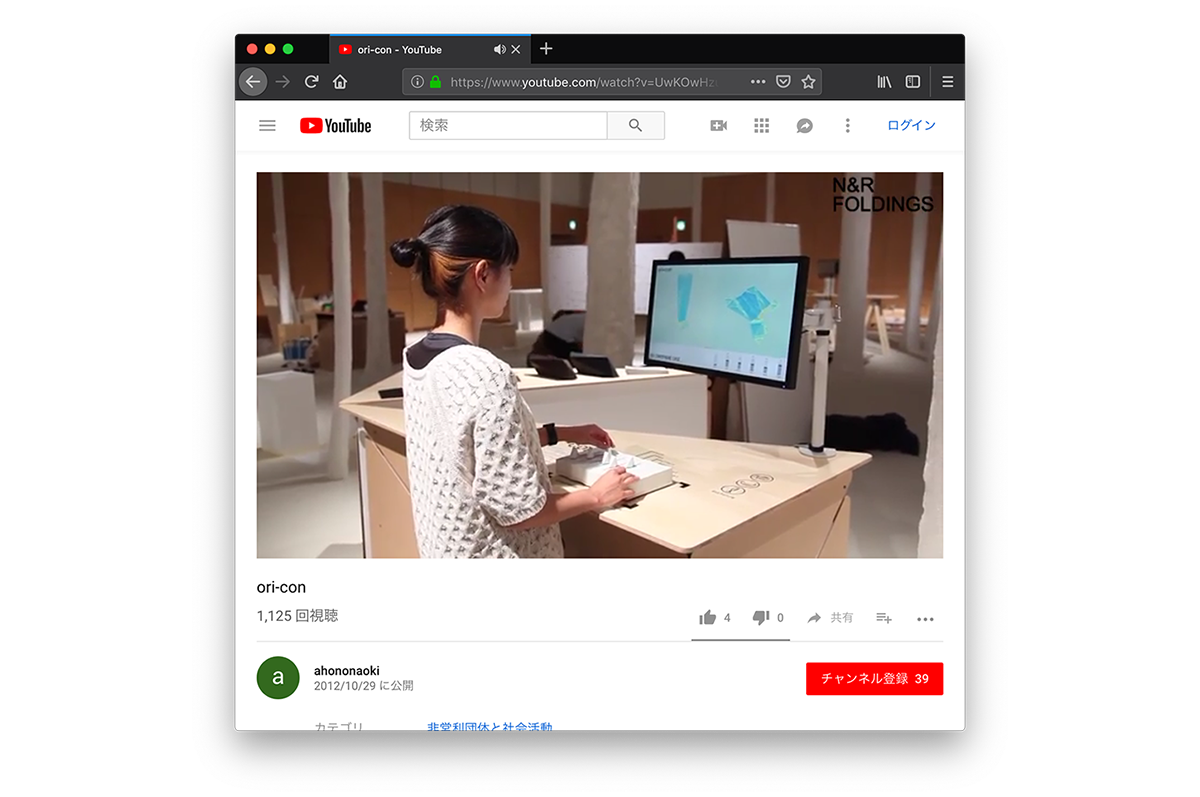 ori-con - YouTube
https://www.youtube.com/watch?v=UwKOwHz
YouTube
検索
ログイン
N&R
FOLDINGS
ori-con
1,125 回視聴
4
0
共有
a
ahononaoki
2012/10/29 に公開
チャンネル登録 39
カテゴリ
非営利団体と社会活動